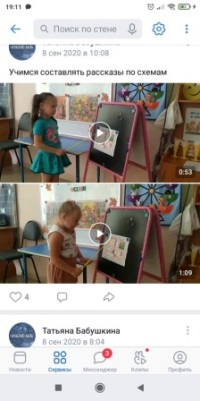 19:11
Поиск по стене
8 сен 2020 в 10:08
Учимся составлять рассказы по схемам
0:53
1:09
4
Татьяна Бабушкина
8 сен 2020 в 8:04
3
Новости Сервисы Мессенджер Клипы Профиль